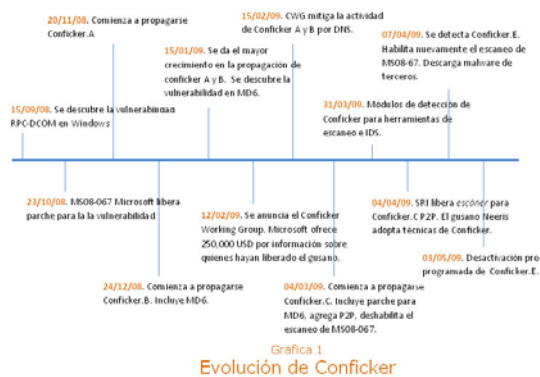 20/11/08. Comienza a propagarse
Conficker.A
15/02/09. CWG mitiga la actividad
de Conficker A y B por DNS.
07/04/09. Se detecta Conficker.E.
Habilita nuevamente el escaneo de
MS08-67. Descarga malware de
terceros.
15/01/09. Se da el mayor
crecimiento en la propagación de
conficker A y B. Se descubre la
vulnerabilidad en MD6.
15/09/08. Se descubre la vulnerabilidad
RPC-DCOM en Windows
31/03/09. Módulos de detección de
Conficker para herramientas de
escaneo e IDS.
23/10/08. MS08-067 Microsoft libera
parche para la la vulnerabilidad
12/02/09. Se anuncia el Conficker
Working Group. Microsoft ofrece
250,000 USD por información sobre
quienes hayan liberado el gusano.
04/04/09. SRI libera escáner para
Conficker.C P2P. El gusano Neeris
adopta técnicas de Conficker.
24/12/08. Comienza a propagarse
Conficker.B. Incluye MD6.
04/03/09. Comienza a propagarse
Conficker.C. Incluye parche para
MD6, agrega P2P, deshabilita el
escaneo de MS08-067.
03/05/09. Desactivación pre
programada de Conficker.E.
Gráfica 1
Evolución de Conficker